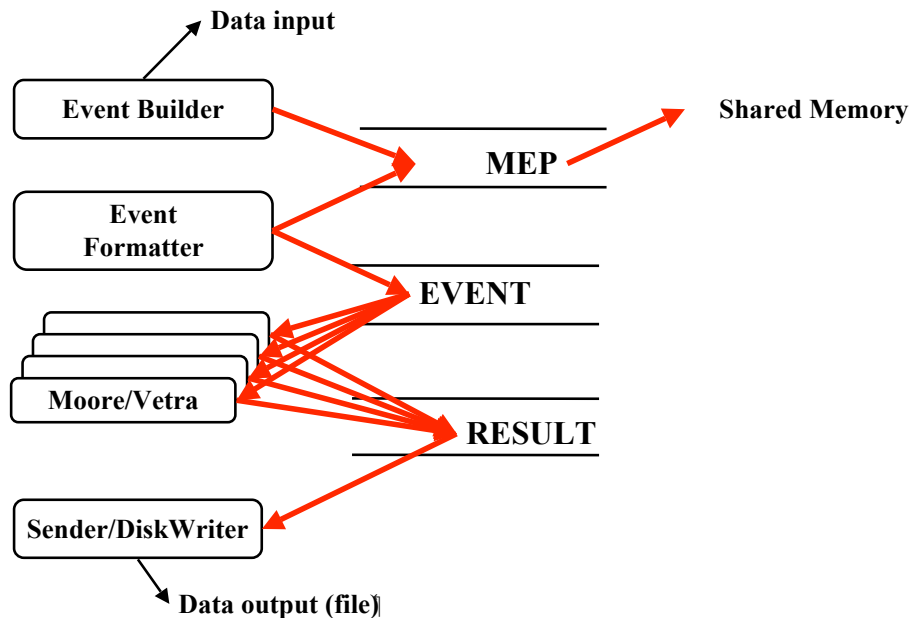 Data input
Event Builder
Shared Memory
MEP
Event
Formatter
EVENT
Moore/Vetra
RESULT
Sender/DiskWriter
Data output (file)